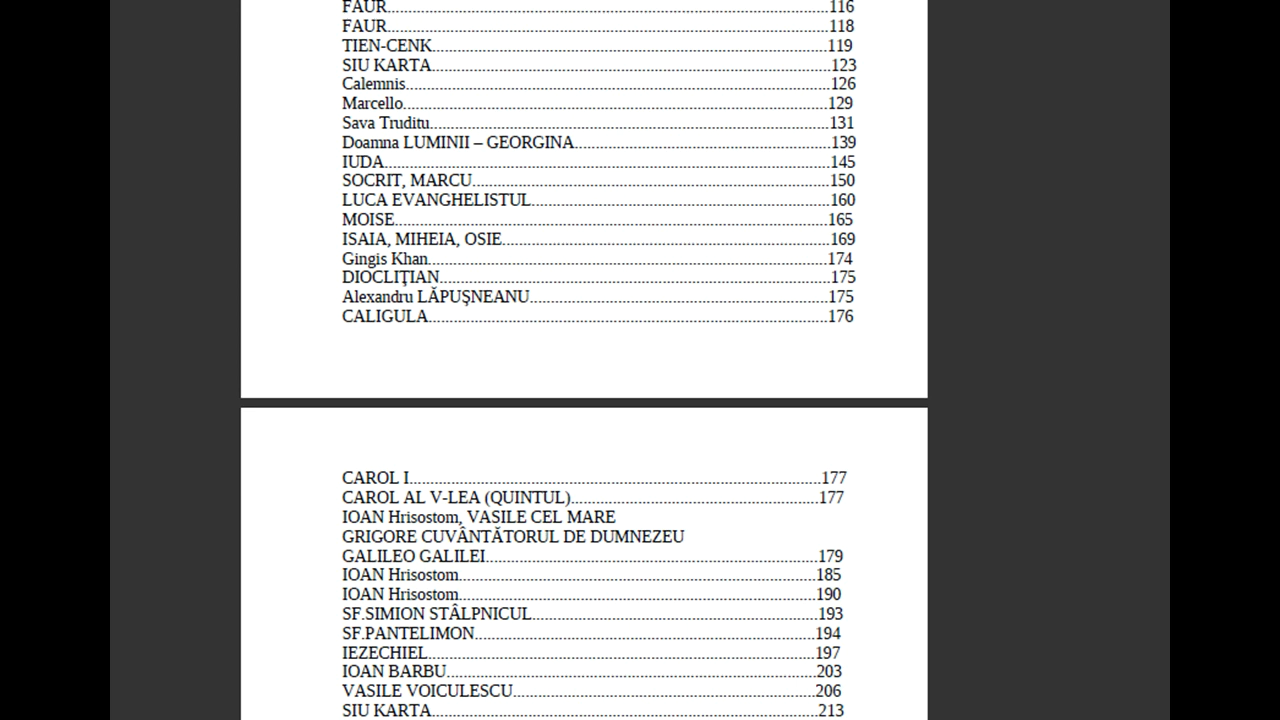 FAUR...116
FAUR...118
TIEN-CENK...119
SIU KARTA...123
Calemnis...126
Marcello...129
Sava Truditu...131
Doamna LUMINII – GEORGINA...139
IUDA...145
SOCRIT, MARCU...150
LUCA EVANGHELISTUL...160
MOISE...165
ISAIA, MIHEIA, OSIE...169
Gingis Khan...174
DIOCLIŢIAN...175
Alexandru LĂPUŞNEANU...175
CALIGULA...176
CAROL I...177
CAROL AL V-LEA (QUINTUL)...177
IOAN Hrisostom, VASILE CEL MARE
GRIGORE CUVÂNTĂTORUL DE DUMNEZEU
GALILEO GALILEI...179
IOAN Hrisostom...185
IOAN Hrisostom...190
SF.SIMION STÂLPNICUL...193
SF.PANTELIMON...194
IEZECHIEL...197
IOAN BARBU...203
VASILE VOICULESCU...206
SIU KARTA...213